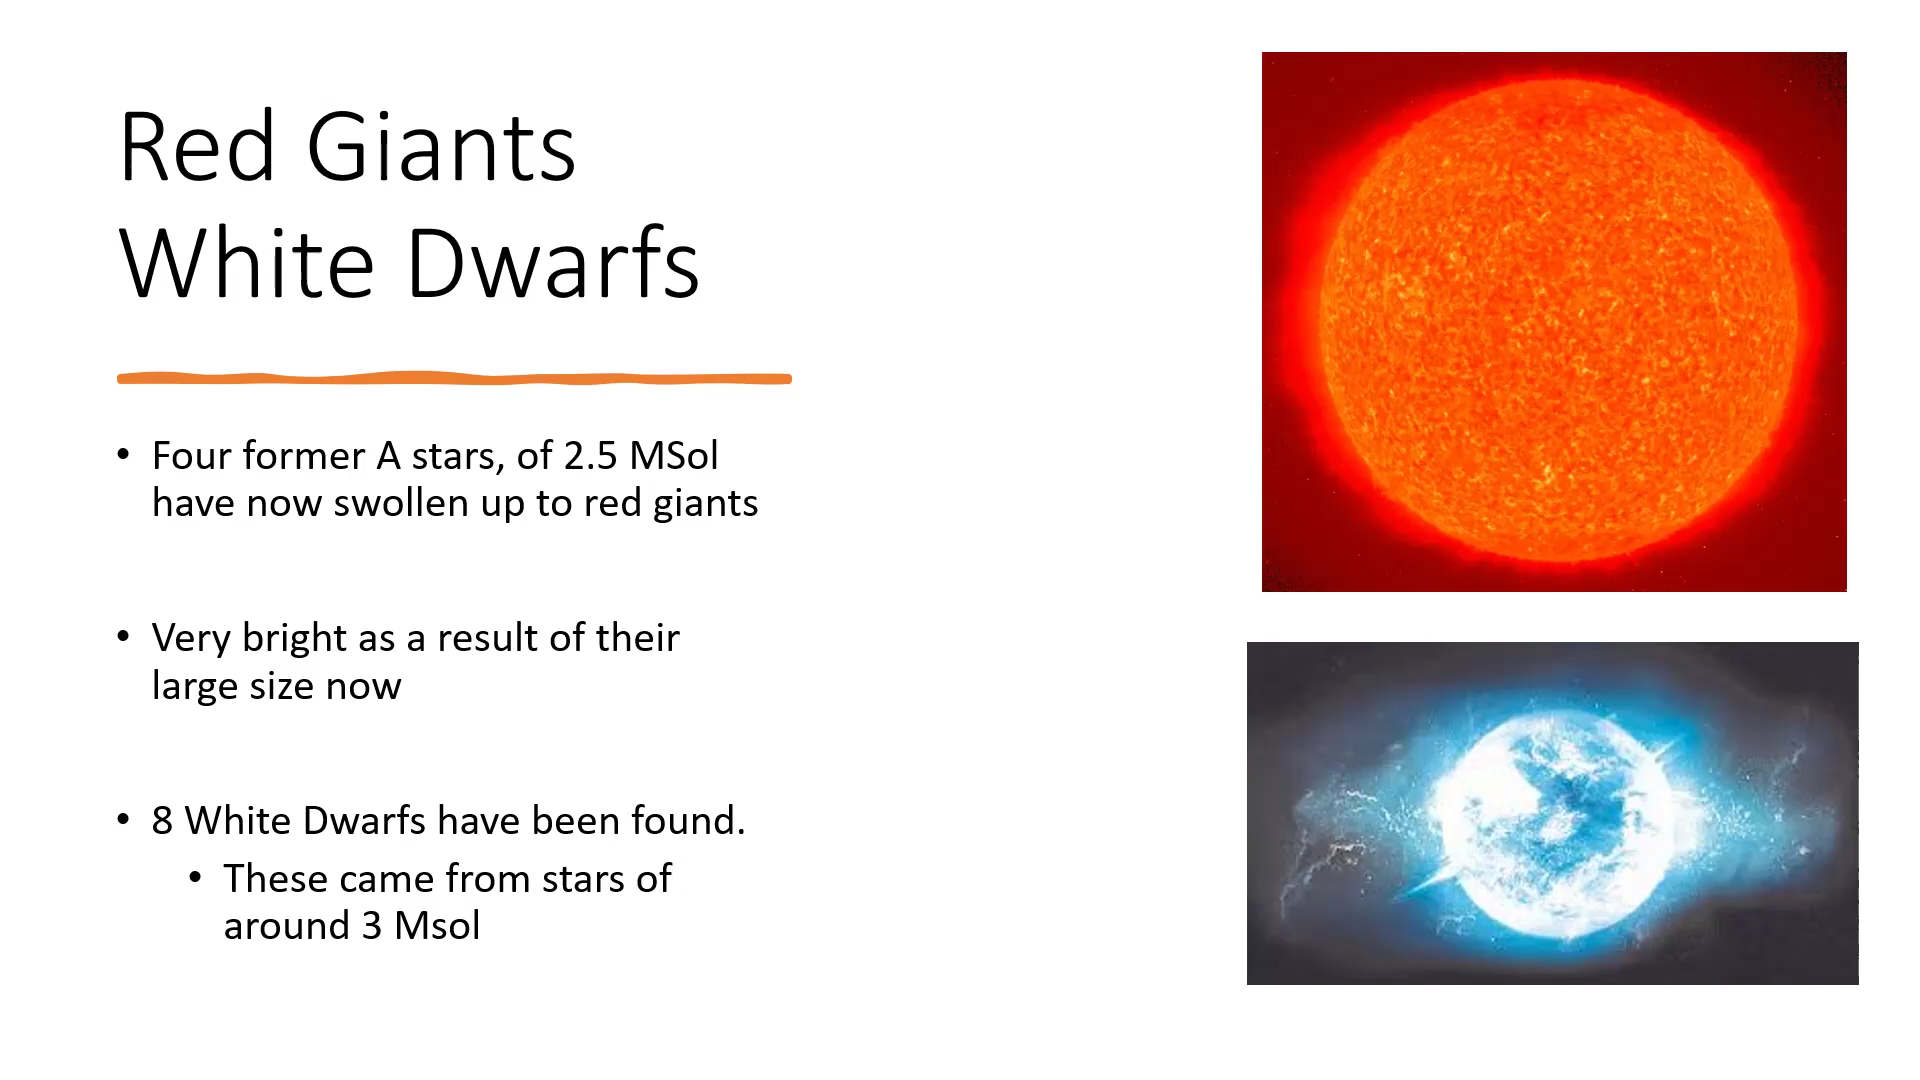 Red Giants
White Dwarfs
• Four former A stars, of 2.5 MSol
have now swollen up to red giants
• Very bright as a result of their
large size now
• 8 White Dwarfs have been found.
• These came from stars of
around 3 Msol